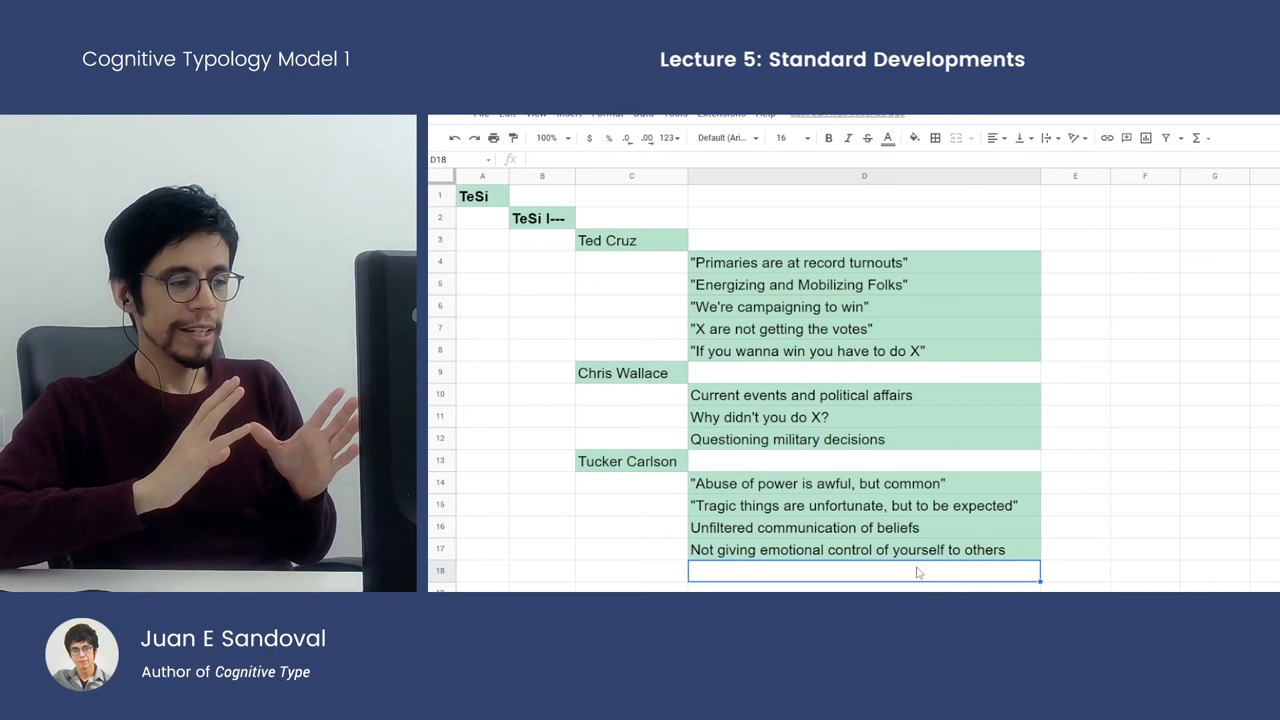 Cognitive Typology Model 1
Lecture 5: Standard Developments
100%
$ % .0 .00 123
Default (Ari...
16
B I S A
D18
fx
A B C D E F G
1 TeSi
2 TeSi I---
3 Ted Cruz
4 "Primaries are at record turnouts"
5 "Energizing and Mobilizing Folks"
6 "We're campaigning to win"
7 "X are not getting the votes"
8 "If you wanna win you have to do X"
9 Chris Wallace
10 Current events and political affairs
11 Why didn't you do X?
12 Questioning military decisions
13 Tucker Carlson
14 "Abuse of power is awful, but common"
15 "Tragic things are unfortunate, but to be expected"
16 Unfiltered communication of beliefs
17 Not giving emotional control of yourself to others
18
Juan E Sandoval
Author of Cognitive Type